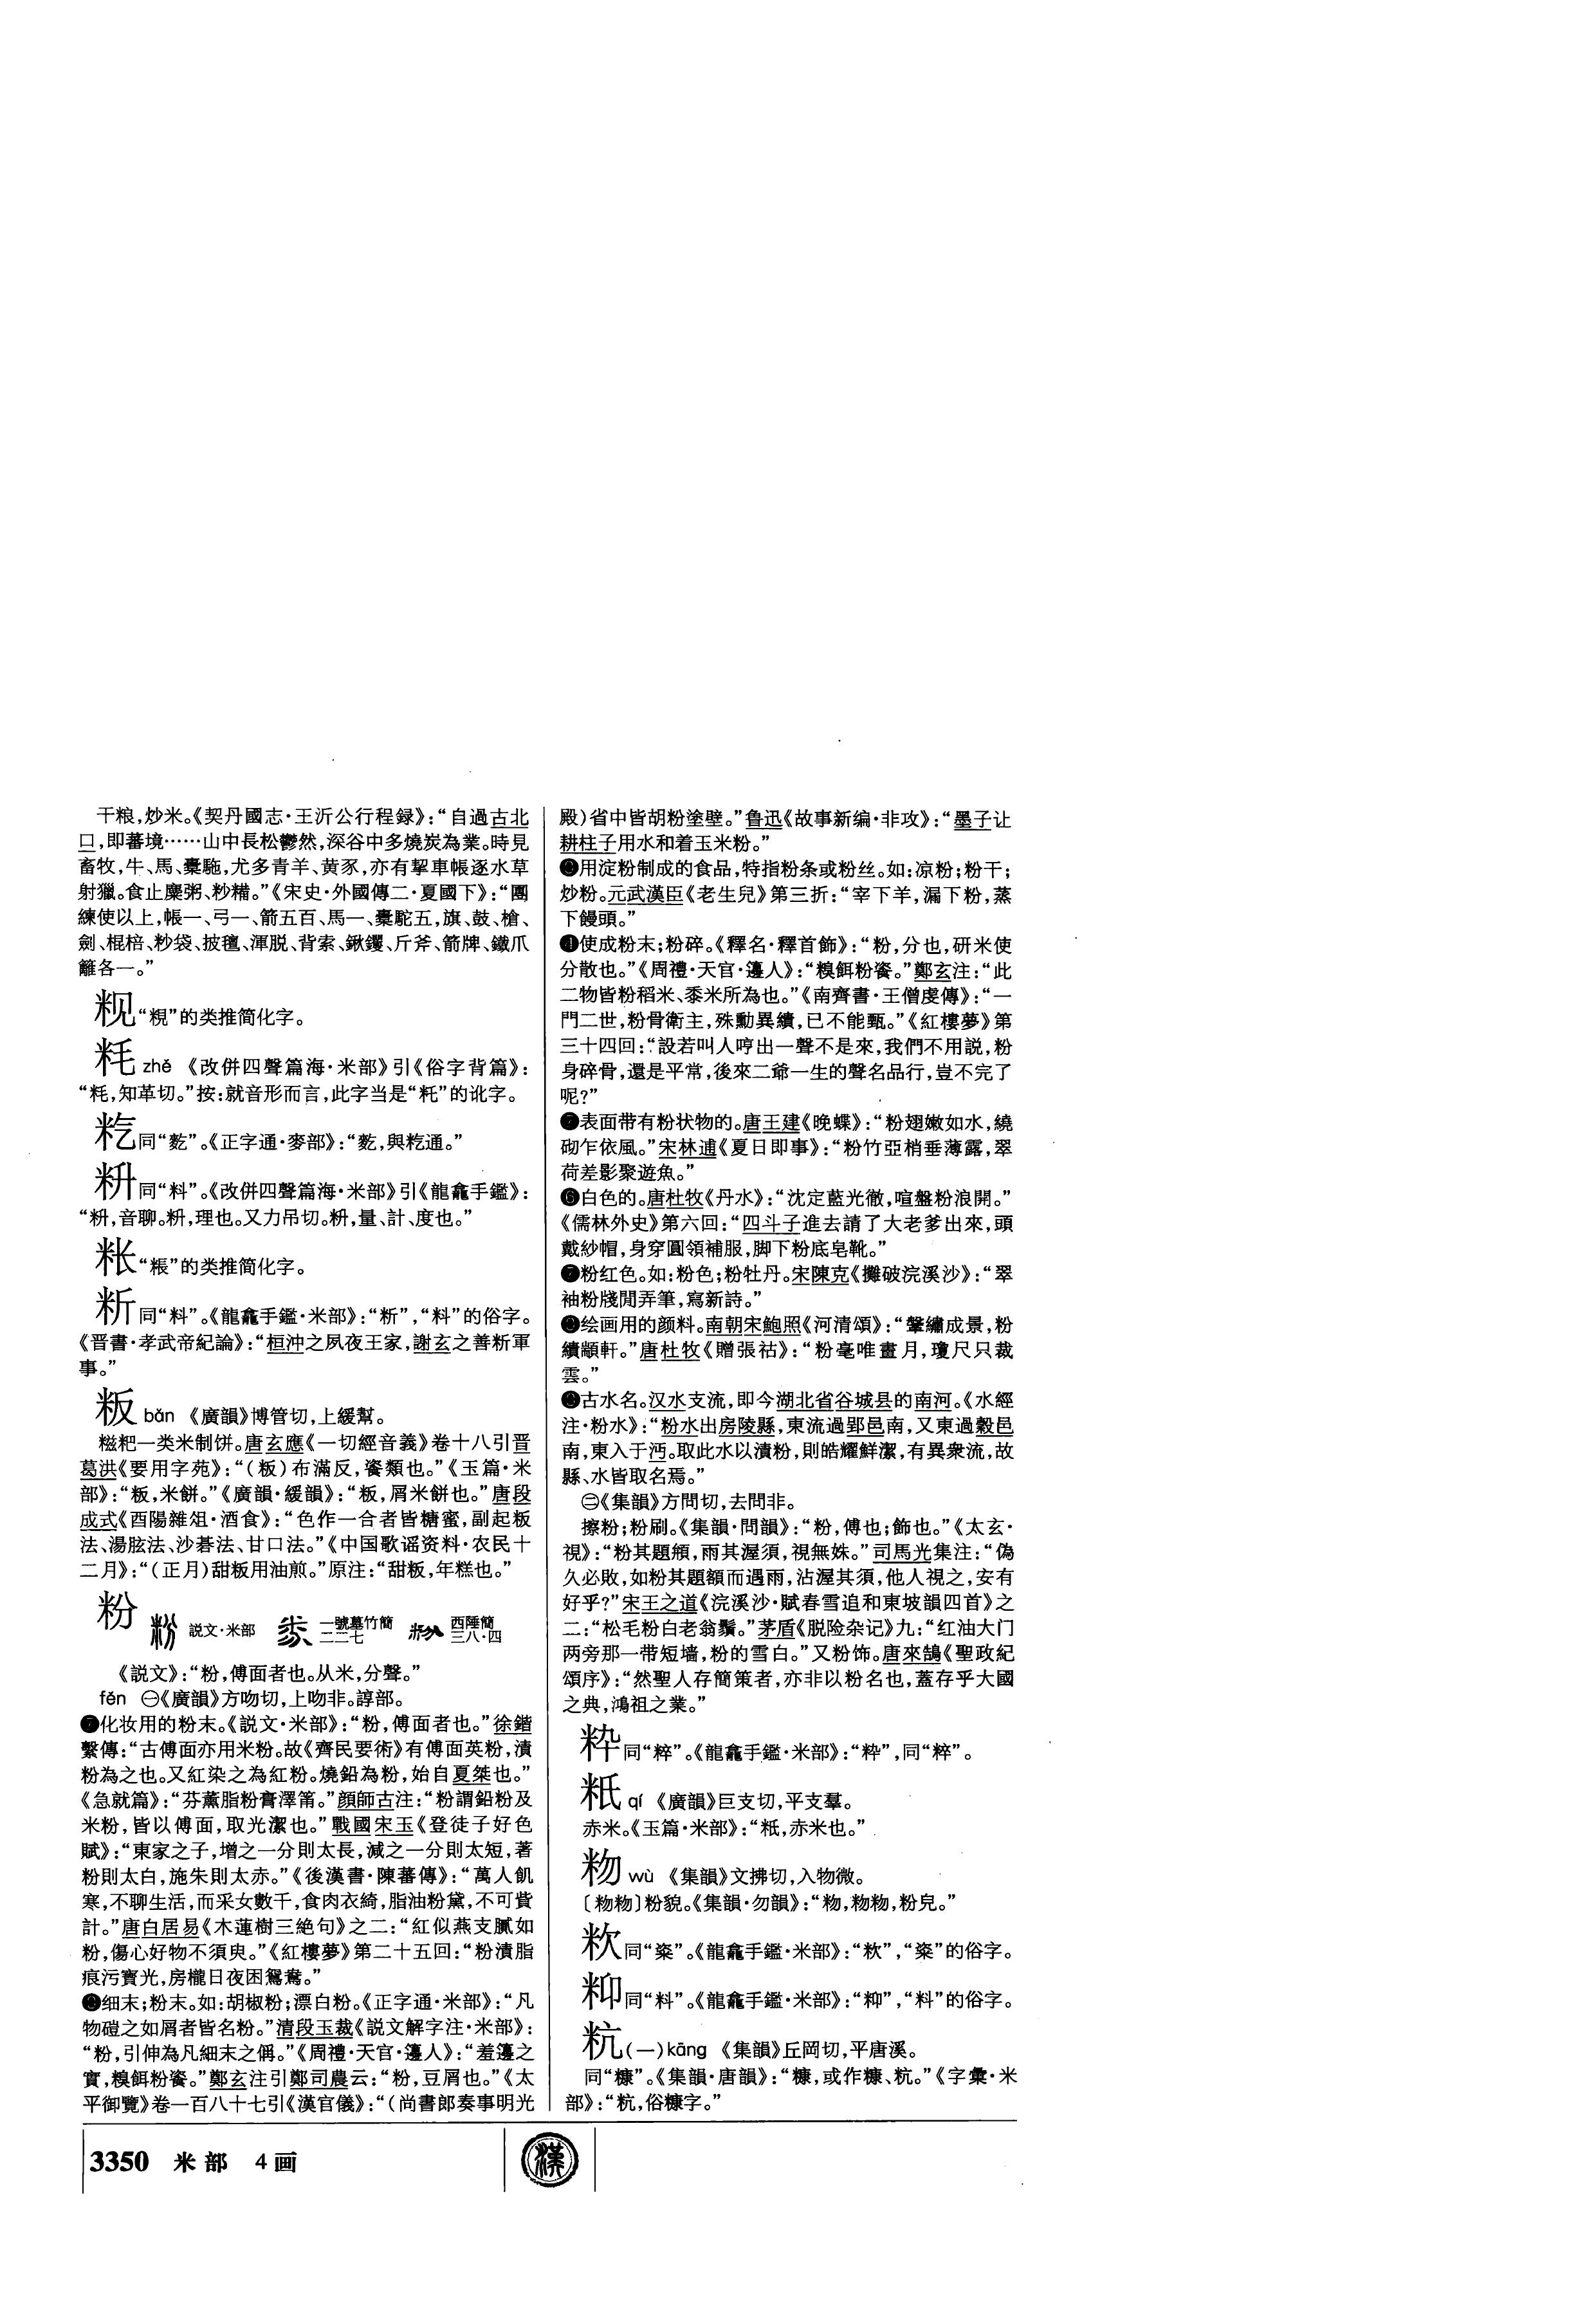 干粮,炒米。《契丹國志·王沂公行程録》:“自過古北
口,即蕃境……山中長松鬱然,深谷中多燒炭為業。時見
畜牧,牛、馬、橐駞,尤多青羊、黄豕,亦有挈車帳逐水草
射獵。食止麋粥、粆糒。”《宋史·外國傳二·夏國下》:“團
練使以上,帳一、弓一、箭五百、馬一、橐駝五,旗、鼓、槍、
劍、棍棓、粆袋、披氊、渾脱、背索、鍬钁、斤斧、箭牌、鐵爪
籬各一。”
“粯”的类推简化字。
粍 zhé 《改併四聲篇海·米部》引《俗字背篇》:
“粍,知革切。”按:就音形而言,此字当是“秅”的讹字。
籺同“麧”。《正字通·麥部》:“麧,與籺通。”
同“料”。《改併四聲篇海·米部》引《龍龕手鑑》:
音聊。理也。又力吊切。量、計、度也。”
“粻”的类推简化字。
同“料”。《龍龕手鑑·米部》:“料”的俗字。
《晋書·孝武帝紀論》:“桓沖之夙夜王家,謝玄之善軍
事。”
粄 bǎn 《廣韻》博管切,上緩幫。
糍粑一类米制饼。唐玄應《一切經音義》卷十八引晋
葛洪《要用字苑》:“(粄)布滿反,餈類也。”《玉篇·米
部》:“粄,米餅。”《廣韻·緩韻》:“粄,屑米餅也。”唐段
成式《酉陽雜俎·酒食》:“色作一合者皆糖蜜,副起粄
法、湯胘法、沙碁法、甘口法。”《中国歌谣资料·农民十
二月》:“(正月)甜粄用油煎。”原注:“甜粄,年糕也。”
粉 説文·米部 一號墓竹簡二二七 西陲簡三八·四
《説文》:“粉,傅面者也。从米,分聲。”
fěn ㊀《廣韻》方吻切,上吻非。諄部。
❶化妆用的粉末。《説文·米部》:“粉,傅面者也。”徐鍇
繫傳:“古傅面亦用米粉。故《齊民要術》有傅面英粉,漬
粉為之也。又紅染之為紅粉。燒鉛為粉,始自夏桀也。”
《急就篇》:“芬薰脂粉膏澤筩。”顔師古注:“粉謂鉛粉及
米粉,皆以傅面,取光潔也。”戰國宋玉《登徒子好色
賦》:“東家之子,增之一分則太長,減之一分則太短,著
粉則太白,施朱則太赤。”《後漢書·陳蕃傳》:“萬人飢
寒,不聊生活,而采女數千,食肉衣綺,脂油粉黛,不可貲
計。”唐白居易《木蓮樹三絶句》之二:“紅似燕支膩如
粉,傷心好物不須臾。”《紅樓夢》第二十五回:“粉漬脂
痕污寳光,房櫳日夜困鴛鴦。”
❷细末;粉末。如:胡椒粉;漂白粉。《正字通·米部》:“凡
物磑之如屑者皆名粉。”清段玉裁《説文解字注·米部》:
“粉,引伸為凡細末之偁。”《周禮·天官·籩人》:“羞籩之
實,糗餌粉餈。”鄭玄注引鄭司農云:“粉,豆屑也。”《太
平御覽》卷一百八十七引《漢官儀》:“(尚書郎奏事明光
殿)省中皆胡粉塗壁。”鲁迅《故事新编·非攻》:“墨子让
耕柱子用水和着玉米粉。”
❸用淀粉制成的食品,特指粉条或粉丝。如:凉粉;粉干;
炒粉。元武漢臣《老生兒》第三折:“宰下羊,漏下粉,蒸
下饅頭。”
❹使成粉末;粉碎。《釋名·釋首飾》:“粉,分也,研米使
分散也。”《周禮·天官·籩人》:“糗餌粉餈。”鄭玄注:“此
二物皆粉稻米、黍米所為也。”《南齊書·王僧虔傳》:“一
門二世,粉骨衛主,殊勳異績,已不能甄。”《紅樓夢》第
三十四回:“設若叫人哼出一聲不是來,我們不用説,粉
身碎骨,還是平常,後來二爺一生的聲名品行,豈不完了
呢?”
❺表面带有粉状物的。唐王建《晚蝶》:“粉翅嫩如水,繞
砌乍依風。”宋林逋《夏日即事》:“粉竹亞梢垂薄露,翠
荷差影聚遊魚。”
❻白色的。唐杜牧《丹水》:“沈定藍光徹,喧盤粉浪開。”
《儒林外史》第六回:“四斗子進去請了大老爹出來,頭
戴紗帽,身穿圓領補服,脚下粉底皂靴。”
❼粉红色。如:粉色;粉牡丹。宋陳克《攤破浣溪沙》:“翠
袖粉牋閒弄筆,寫新詩。”
❽绘画用的颜料。南朝宋鮑照《河清頌》:“鞶繡成景,粉
繢顓軒。”唐杜牧《贈張祜》:“粉毫唯畫月,瓊尺只裁
雲。”
❾古水名。汉水支流,即今湖北省谷城县的南河。《水經
注·粉水》:“粉水出房陵縣,東流過郢邑南,又東過穀邑
南,東入于沔。取此水以漬粉,則皓耀鮮潔,有異衆流,故
縣、水皆取名焉。”
㊁《集韻》方問切,去問非。
擦粉;粉刷。《集韻·問韻》:“粉,傅也;飾也。”《太玄·
視》:“粉其題頯,雨其渥須,視無姝。”司馬光集注:“偽
久必敗,如粉其題額而遇雨,沾渥其須,他人視之,安有
好乎?”宋王之道《浣溪沙·賦春雪追和東坡韻四首》之
二:“松毛粉白老翁鬚。”茅盾《脱险杂记》九:“红油大门
两旁那一带短墙,粉的雪白。”又粉饰。唐來鵠《聖政紀
頌序》:“然聖人存簡策者,亦非以粉名也,蓋存乎大國
之典,鴻祖之業。”
粋同“粹”。《龍龕手鑑·米部》:“粋”,同“粹”。
粖 qí 《廣韻》巨支切,平支羣。
赤米。《玉篇·米部》:“赤米也。”
粅 wù 《集韻》文拂切,入物微。
〔粅粅〕粉貌。《集韻·勿韻》:“粅,粅粅,粉皃。”
同“粢”。《龍龕手鑑·米部》:“粢”的俗字。
同“料”。《龍龕手鑑·米部》:“料”的俗字。
粇(一)kāng 《集韻》丘岡切,平唐溪。
同“糠”。《集韻·唐韻》:“糠,或作穅、粇。”《字彙·米
部》:“粇,俗糠字。”
3350 米部 4画
漢